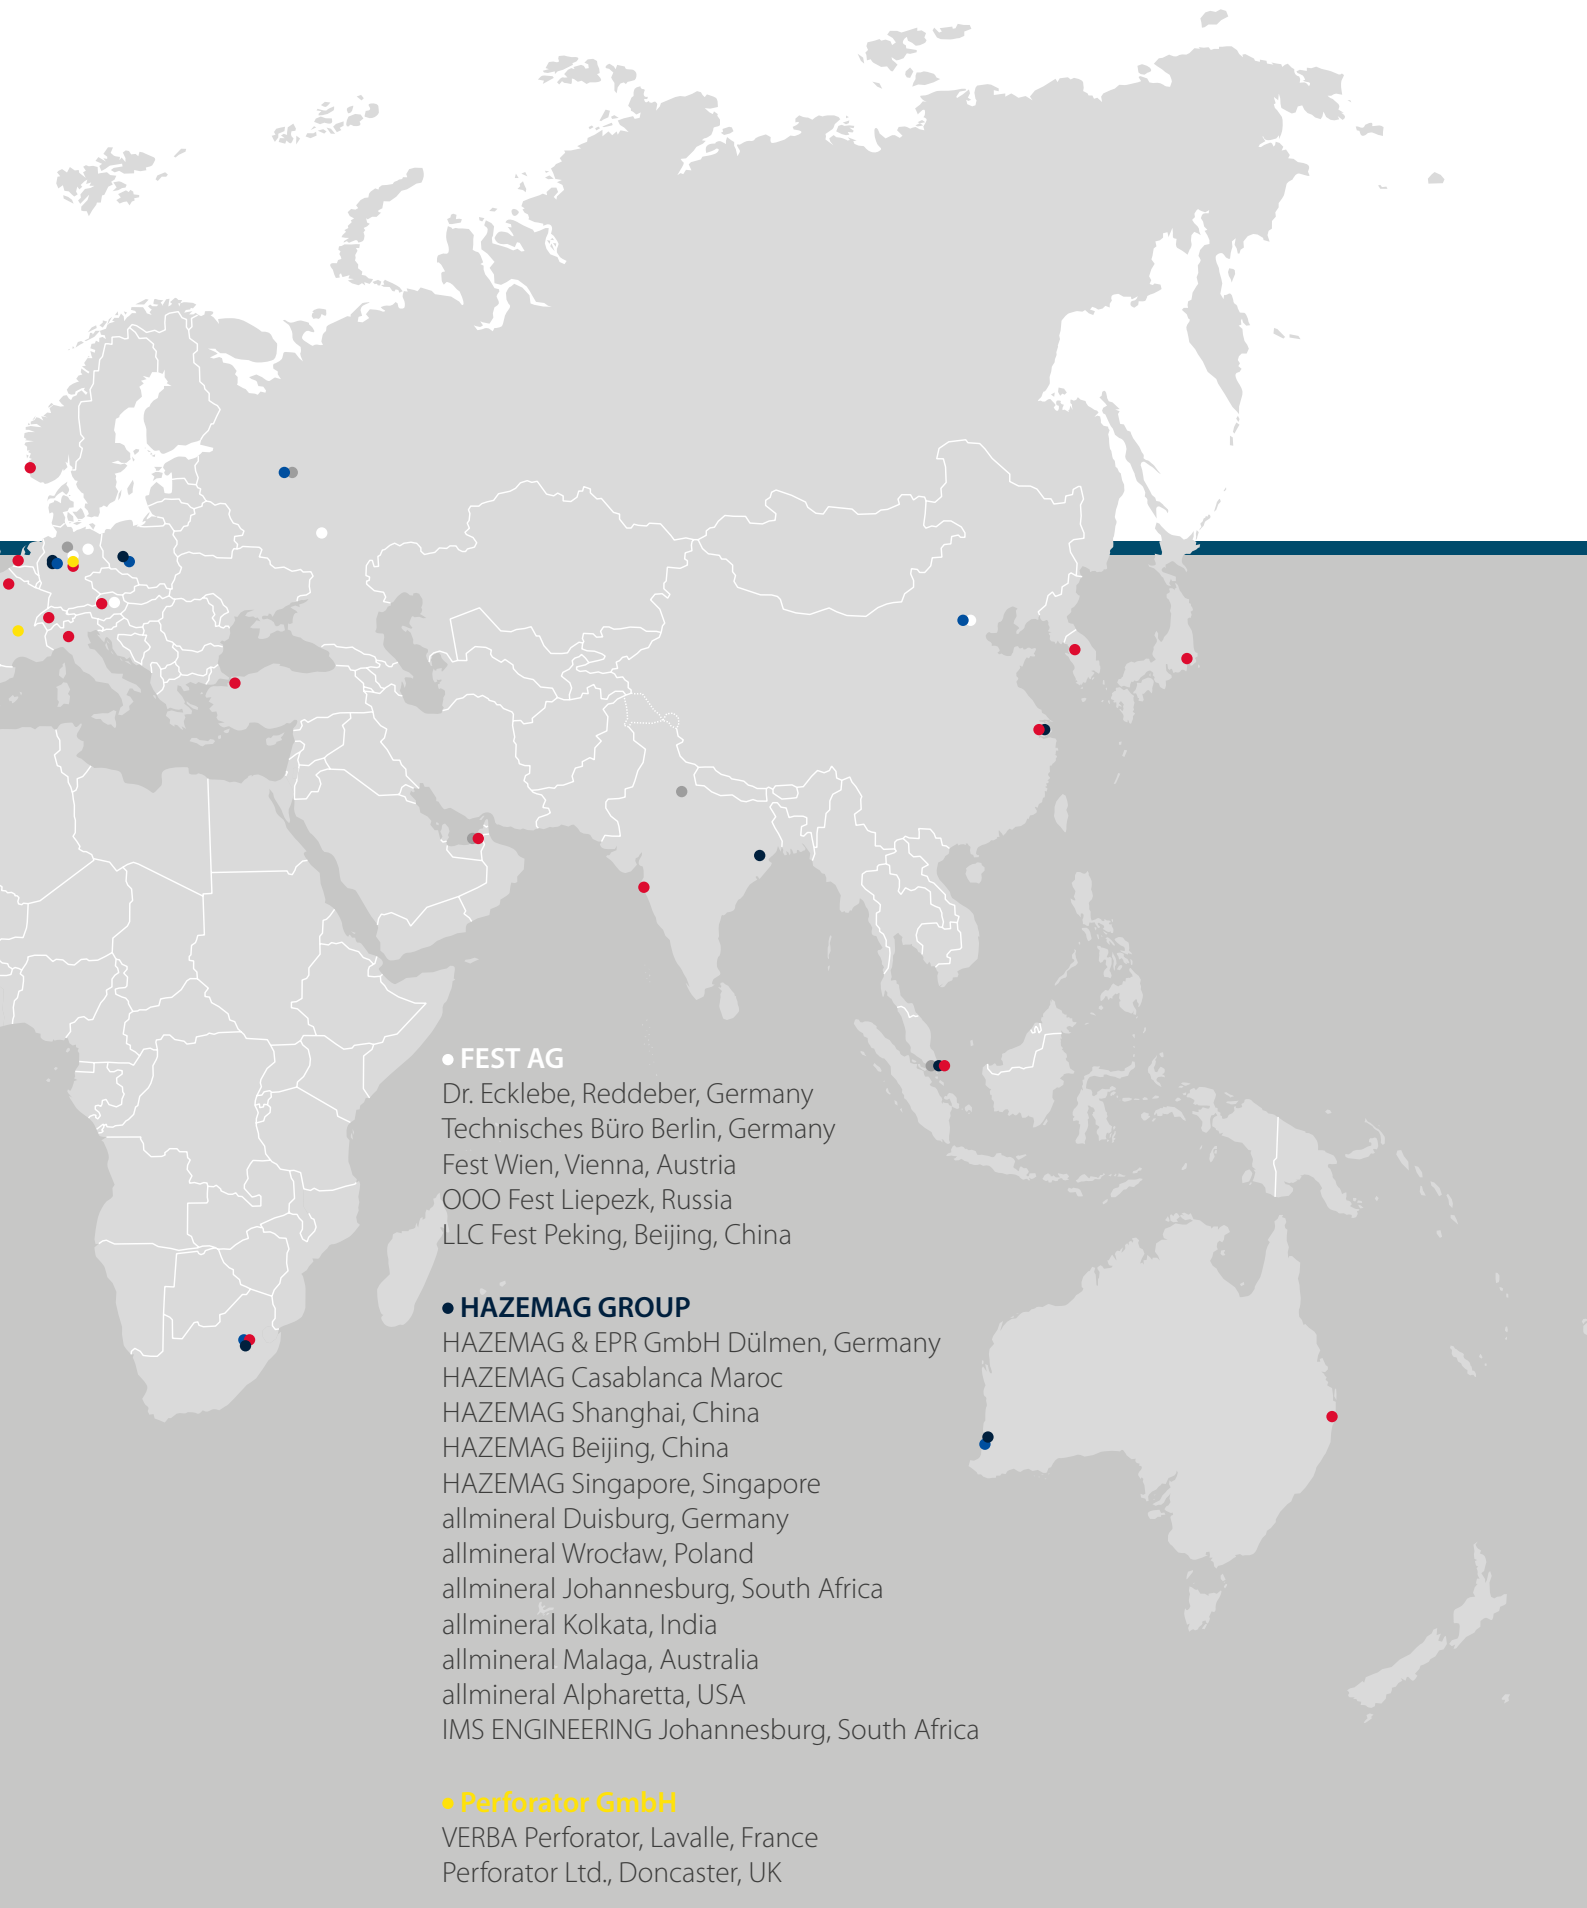 • FEST AG
Dr. Ecklebe, Reddeber, Germany
Technisches Büro Berlin, Germany
Fest Wien, Vienna, Austria
OOO Fest Liepezk, Russia
LLC Fest Peking, Beijing, China
• HAZEMAG GROUP
HAZEMAG & EPR GmbH Dülmen, Germany
HAZEMAG Casablanca Maroc
HAZEMAG Shanghai, China
HAZEMAG Beijing, China
HAZEMAG Singapore, Singapore
allmineral Duisburg, Germany
allmineral Wrocław, Poland
allmineral Johannesburg, South Africa
allmineral Kolkata, India
allmineral Malaga, Australia
allmineral Alpharetta, USA
IMS ENGINEERING Johannesburg, South Africa
• Perforator GmbH
VERBA Perforator, Lavalle, France
Perforator Ltd., Doncaster, UK